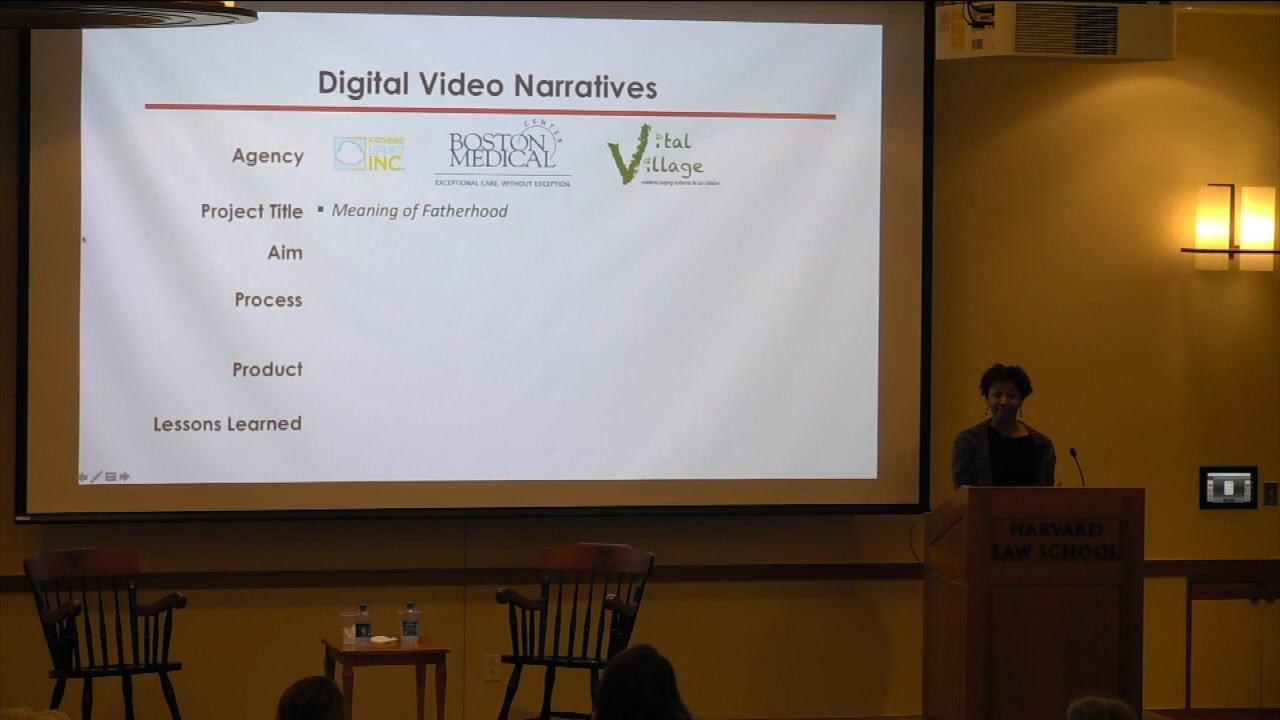 Digital Video Narratives
Agency
FATHERS'
UPLIFT
INC.
BOSTON
MEDICAL
CENTER
EXCEPTIONAL CARE. WITHOUT EXCEPTION.
Vital
Village
Project Title
▪ Meaning of Fatherhood
Aim
Process
Product
Lessons Learned
HARVARD
LAW SCHOOL